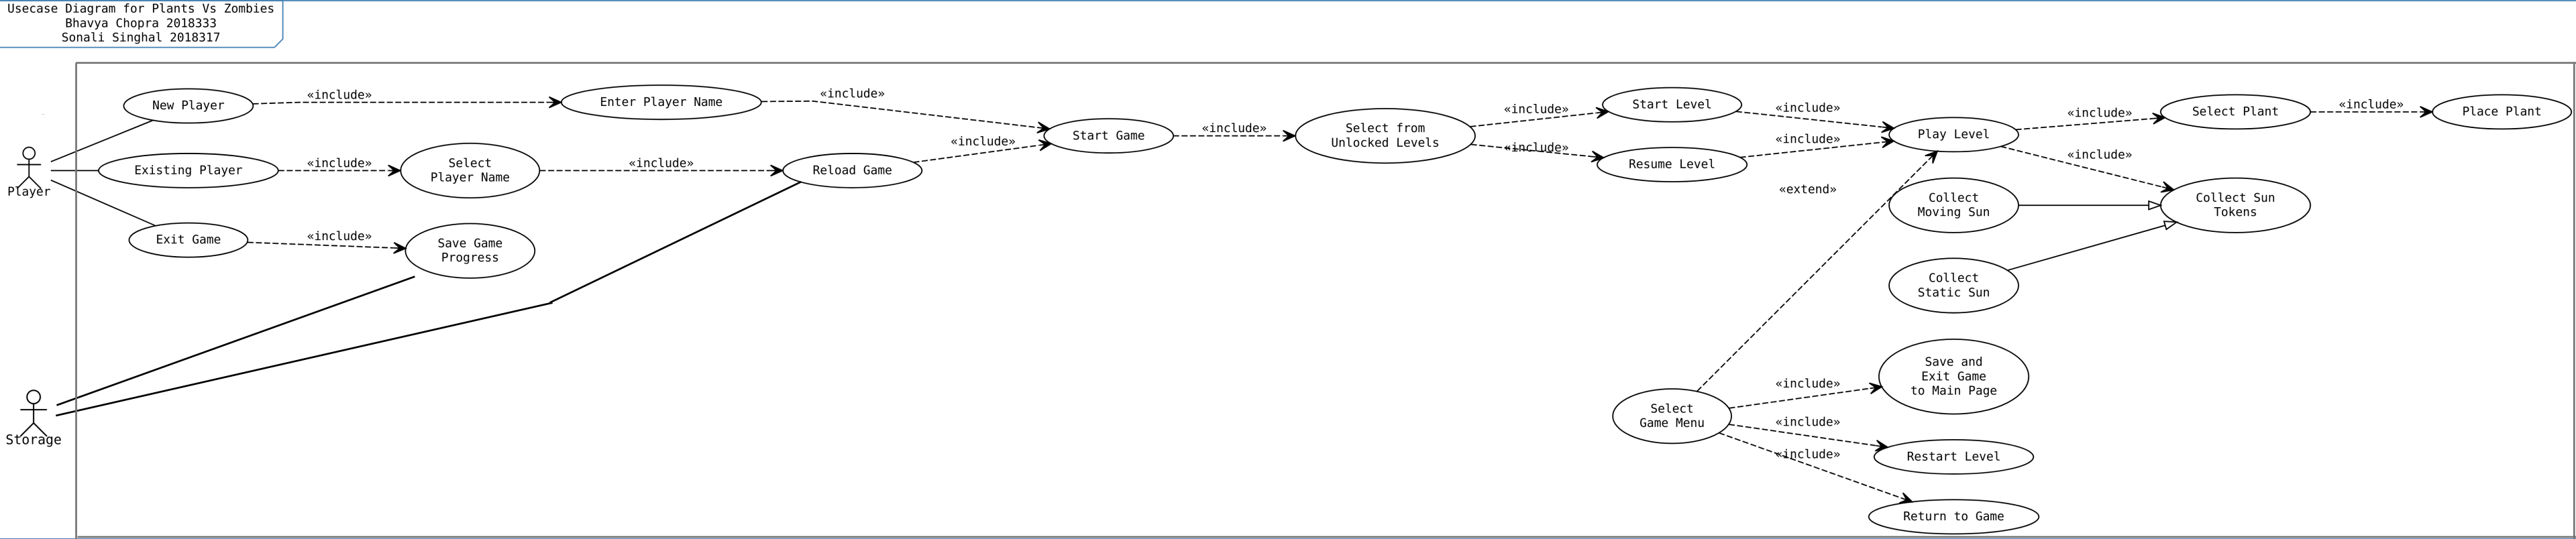 Usecase Diagram for Plants Vs Zombies
Bhavya Chopra 2018333
Sonali Singhal 2018317
New Player
«include»
Enter Player Name
«include»
Start Game
«include»
Select from
Unlocked Levels
«include»
Start Level
«include»
Play Level
«include»
Select Plant
«include»
Place Plant
Player
Existing Player
«include»
Select
Player Name
«include»
Reload Game
«include»
«include»
Resume Level
«include»
«include»
«extend»
Collect
Moving Sun
Collect Sun
Tokens
Exit Game
«include»
Save Game
Progress
Collect
Static Sun
Storage
Select
Game Menu
«include»
Save and
Exit Game
to Main Page
«include»
Restart Level
«include»
Return to Game